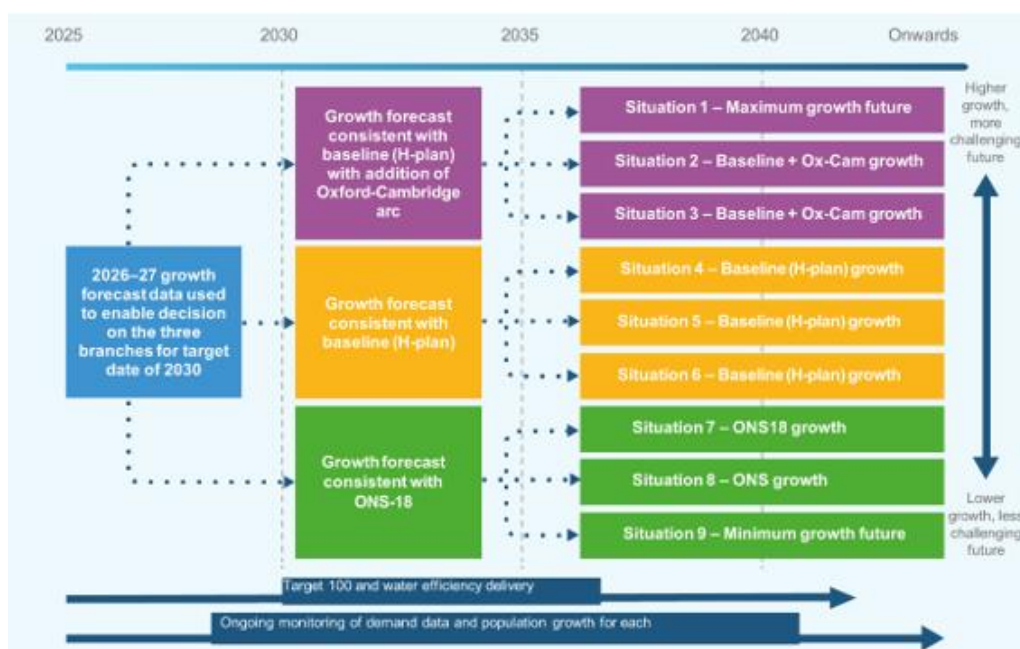 2025 2030 2035 2040 Onwards
Higher
growth,
more
challenging
future
Growth forecast
consistent with
baseline (H-plan)
with addition of
Oxford-Cambridge
arc
Situation 1 – Maximum growth future
Situation 2 – Baseline + Ox-Cam growth
Situation 3 – Baseline + Ox-Cam growth
2026–27 growth
forecast data used
to enable decision
on the three
branches for target
date of 2030
Growth forecast
consistent with
baseline (H-plan)
Situation 4 – Baseline (H-plan) growth
Situation 5 – Baseline (H-plan) growth
Situation 6 – Baseline (H-plan) growth
Growth forecast
consistent with
ONS-18
Situation 7 – ONS18 growth
Situation 8 – ONS growth
Situation 9 – Minimum growth future
Lower
growth, less
challenging
future
Target 100 and water efficiency delivery
Ongoing monitoring of demand data and population growth for each